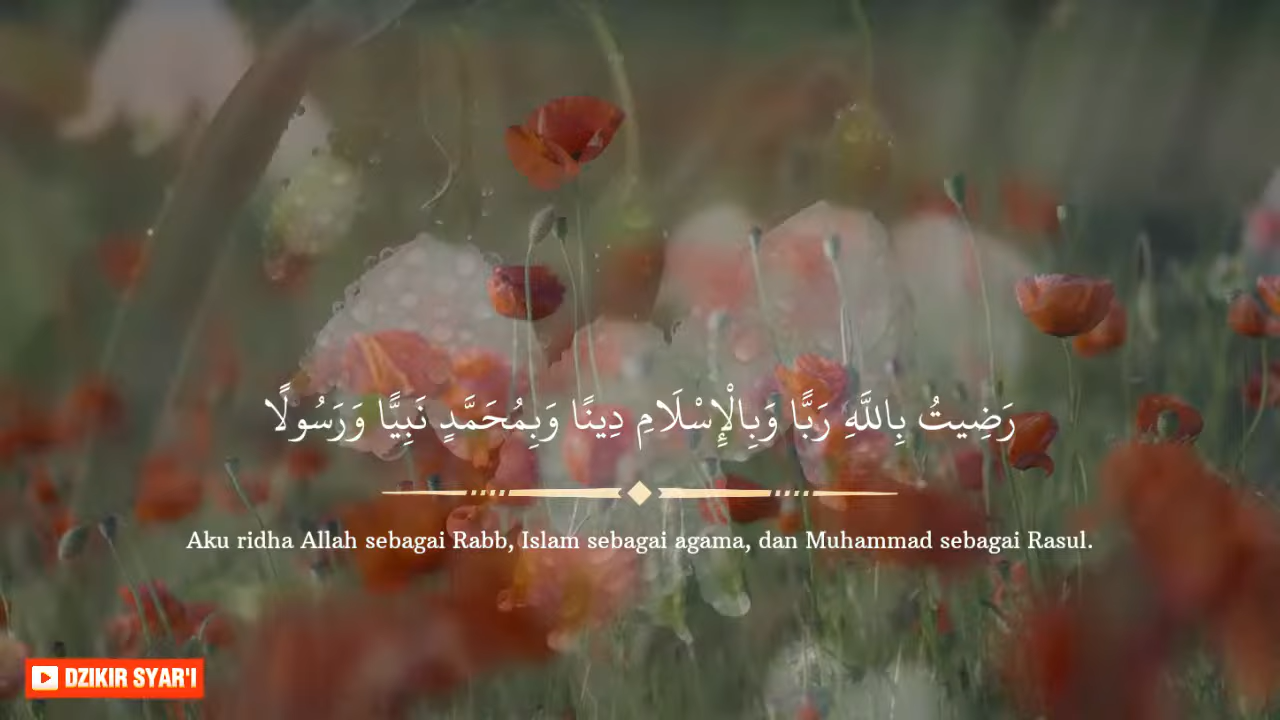 رَضِيتُ بِاللَّهِ رَبًّا وَبِالْإِسْلَامِ دِينًا وَبِمُحَمَّدٍ نَبِيًّا وَرَسُولًا
Aku ridha Allah sebagai Rabb, Islam sebagai agama, dan Muhammad sebagai Rasul.
DZIKIR SYAR'I